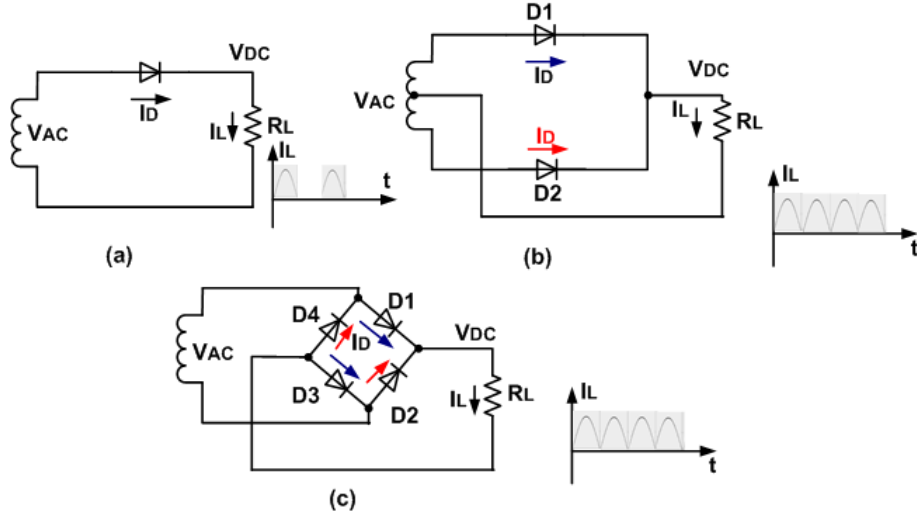 VDC
ID
VAC
IL
RL
IL
t
(a)
D1
ID
VDC
VAC
IL
RL
ID
D2
IL
t
(b)
D4
D1
VAC
ID
VDC
D3
D2
IL
RL
IL
t
(c)